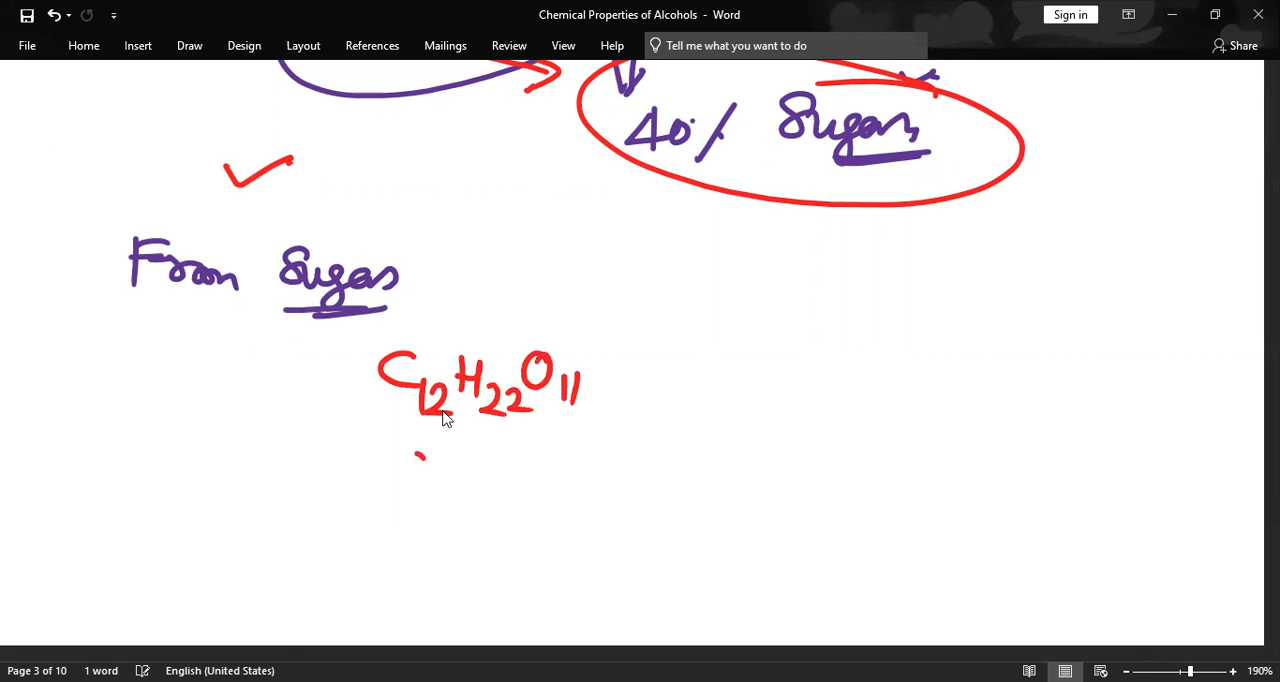 Chemical Properties of Alcohols - Word
Sign in
File Home Insert Draw Design Layout References Mailings Review View Help Tell me what you want to do Share
40% Sugar
From Sugar
C12H22O11
Page 3 of 10 1 word English (United States) 190%